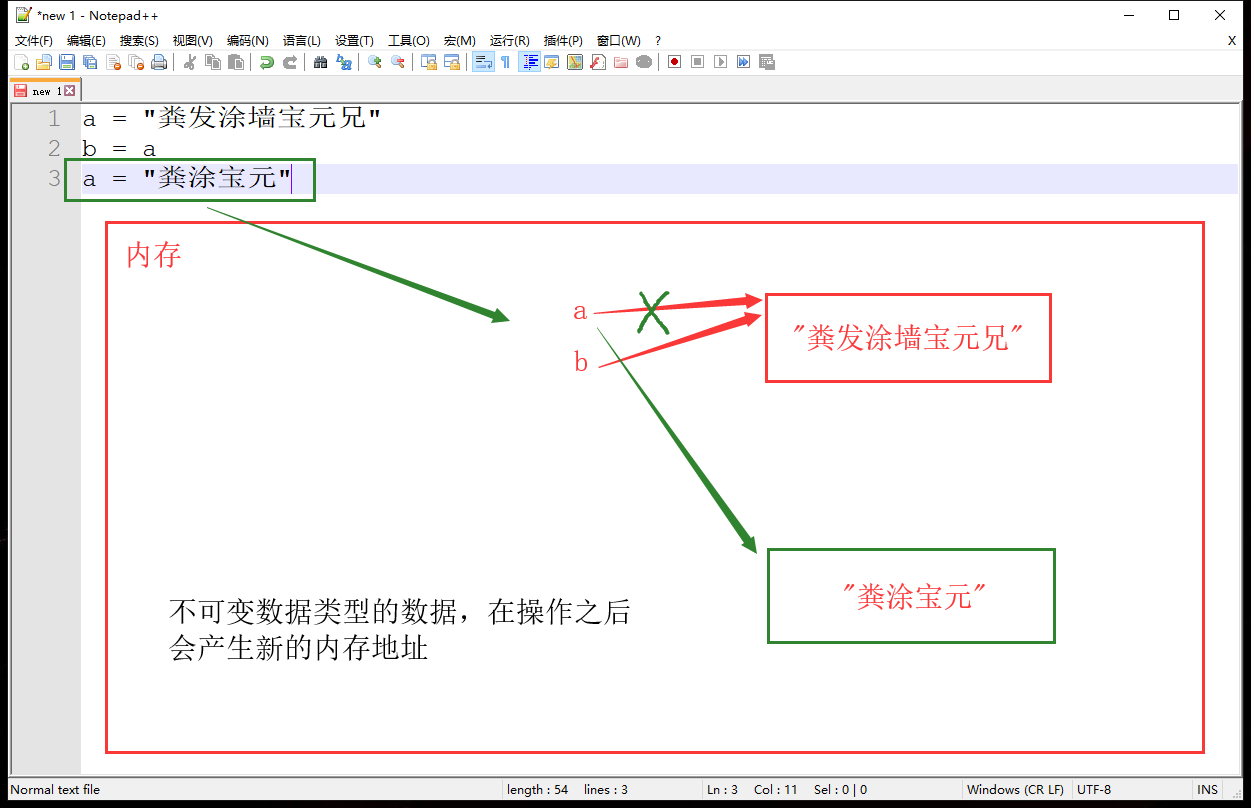 *new 1 - Notepad++
文件(F) 编辑(E) 搜索(S) 视图(V) 编码(N) 语言(L) 设置(T) 工具(O) 宏(M) 运行(R) 插件(P) 窗口(W) ? X
new 1
1 a = "粪发涂墙宝元兄"
2 b = a
3 a = "粪涂宝元"
内存
a
"粪发涂墙宝元兄"
b
"粪涂宝元"
不可变数据类型的数据，在操作之后
会产生新的内存地址
Normal text file length : 54 lines : 3 Ln : 3 Col : 11 Sel : 0 | 0 Windows (CR LF) UTF-8 INS